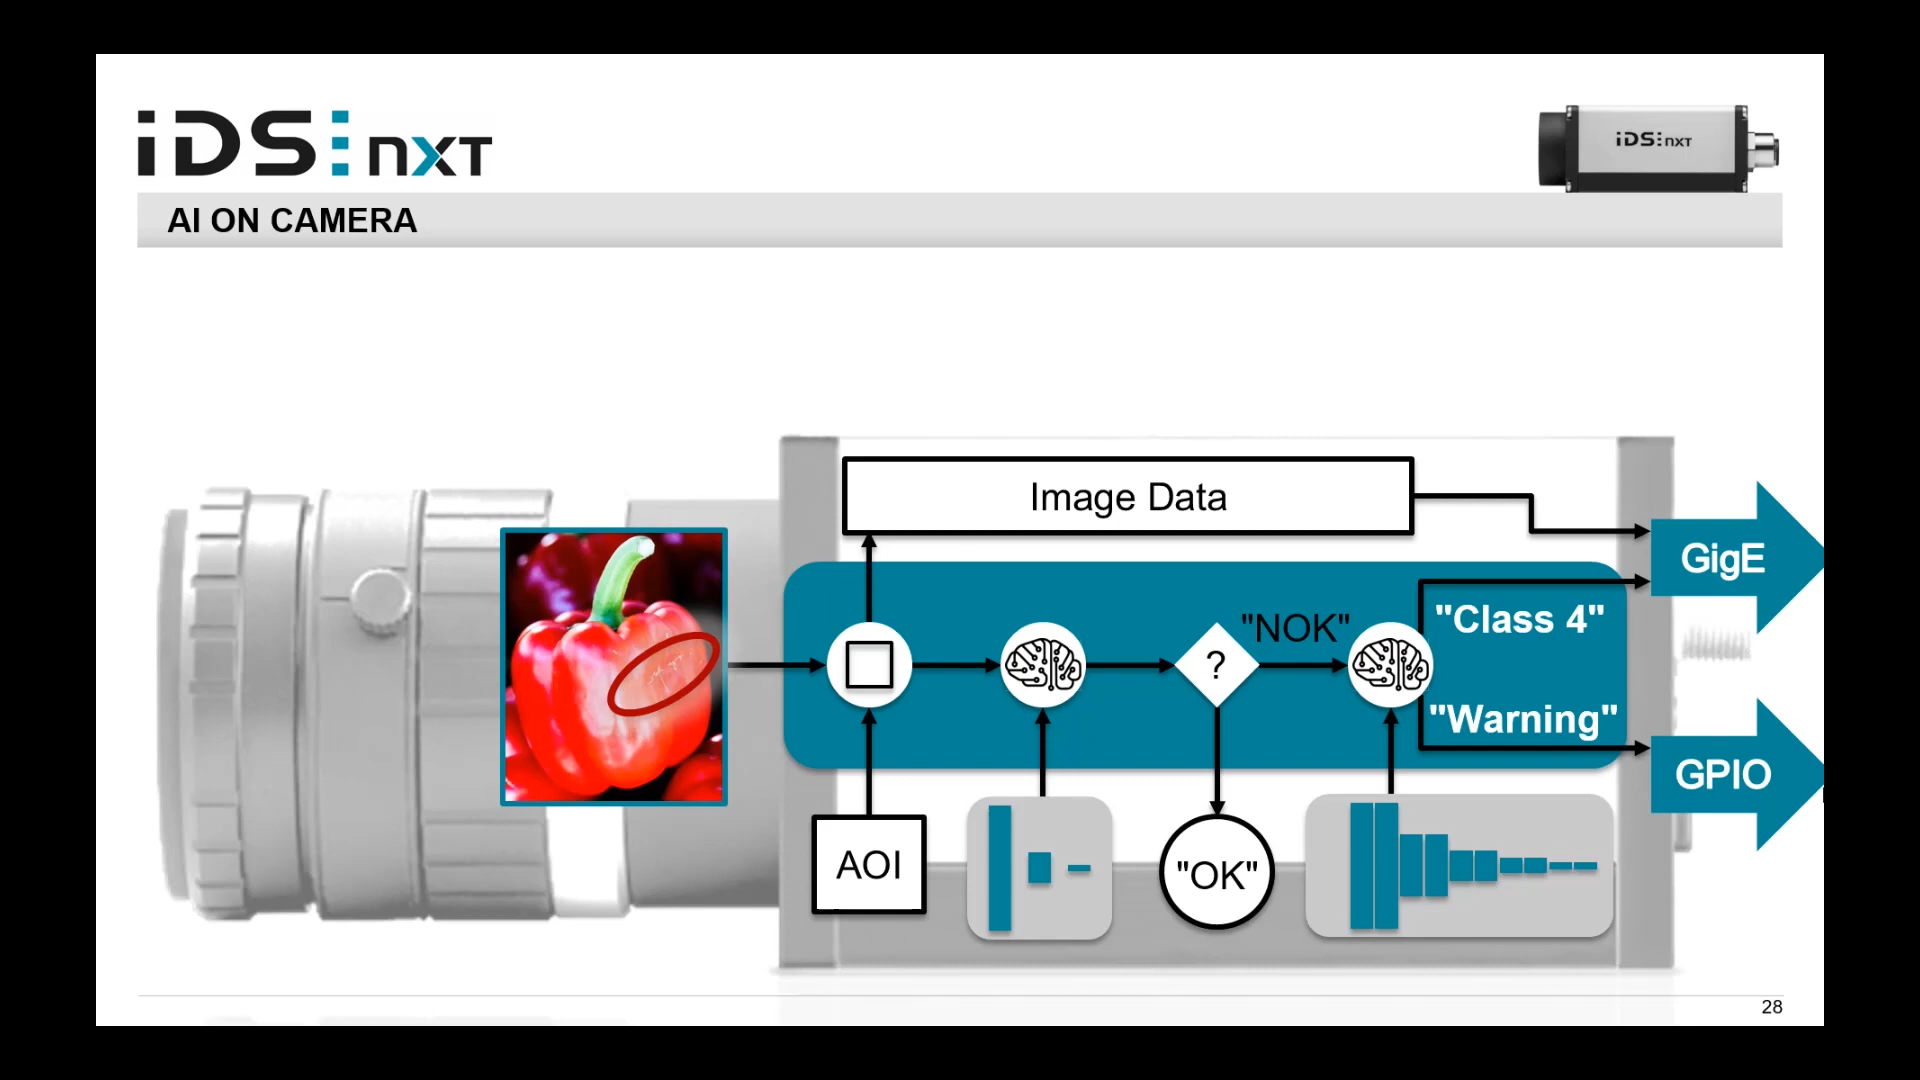 iDS nxt
iDS nxt
AI ON CAMERA
Image Data
GigE
"NOK"
"Class 4"
?
"Warning"
GPIO
AOI
"OK"
28